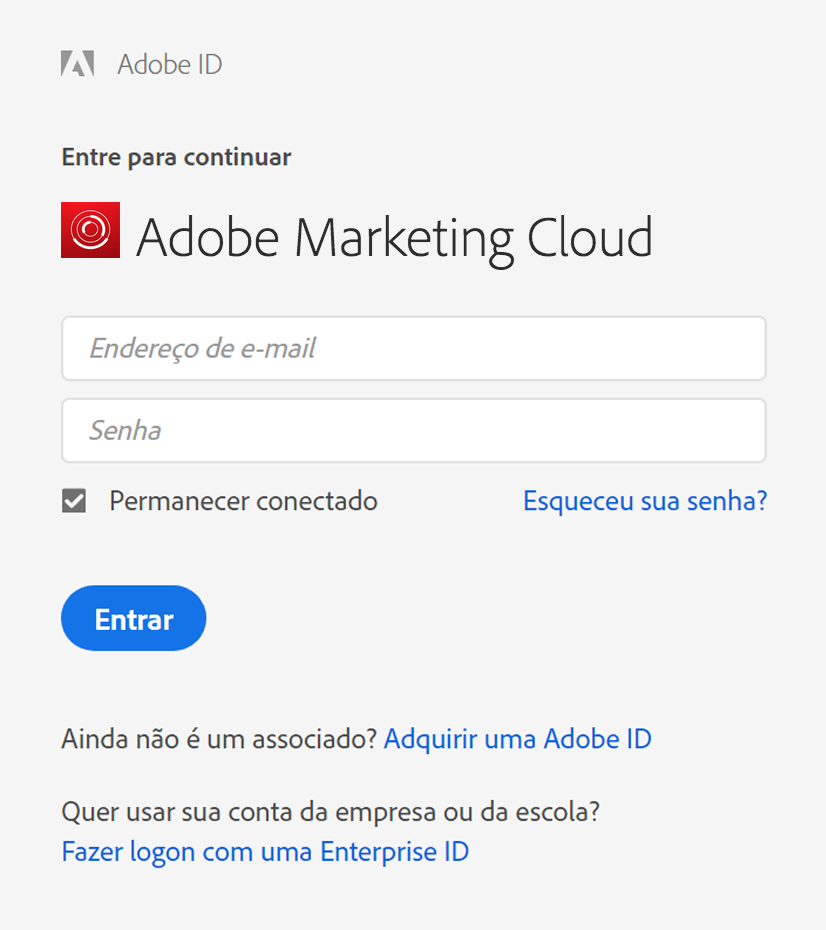 Adobe ID
Entre para continuar
Adobe Marketing Cloud
Endereço de e-mail
Senha
Permanecer conectado
Esqueceu sua senha?
Entrar
Ainda não é um associado? Adquirir uma Adobe ID
Quer usar sua conta da empresa ou da escola?
Fazer logon com uma Enterprise ID